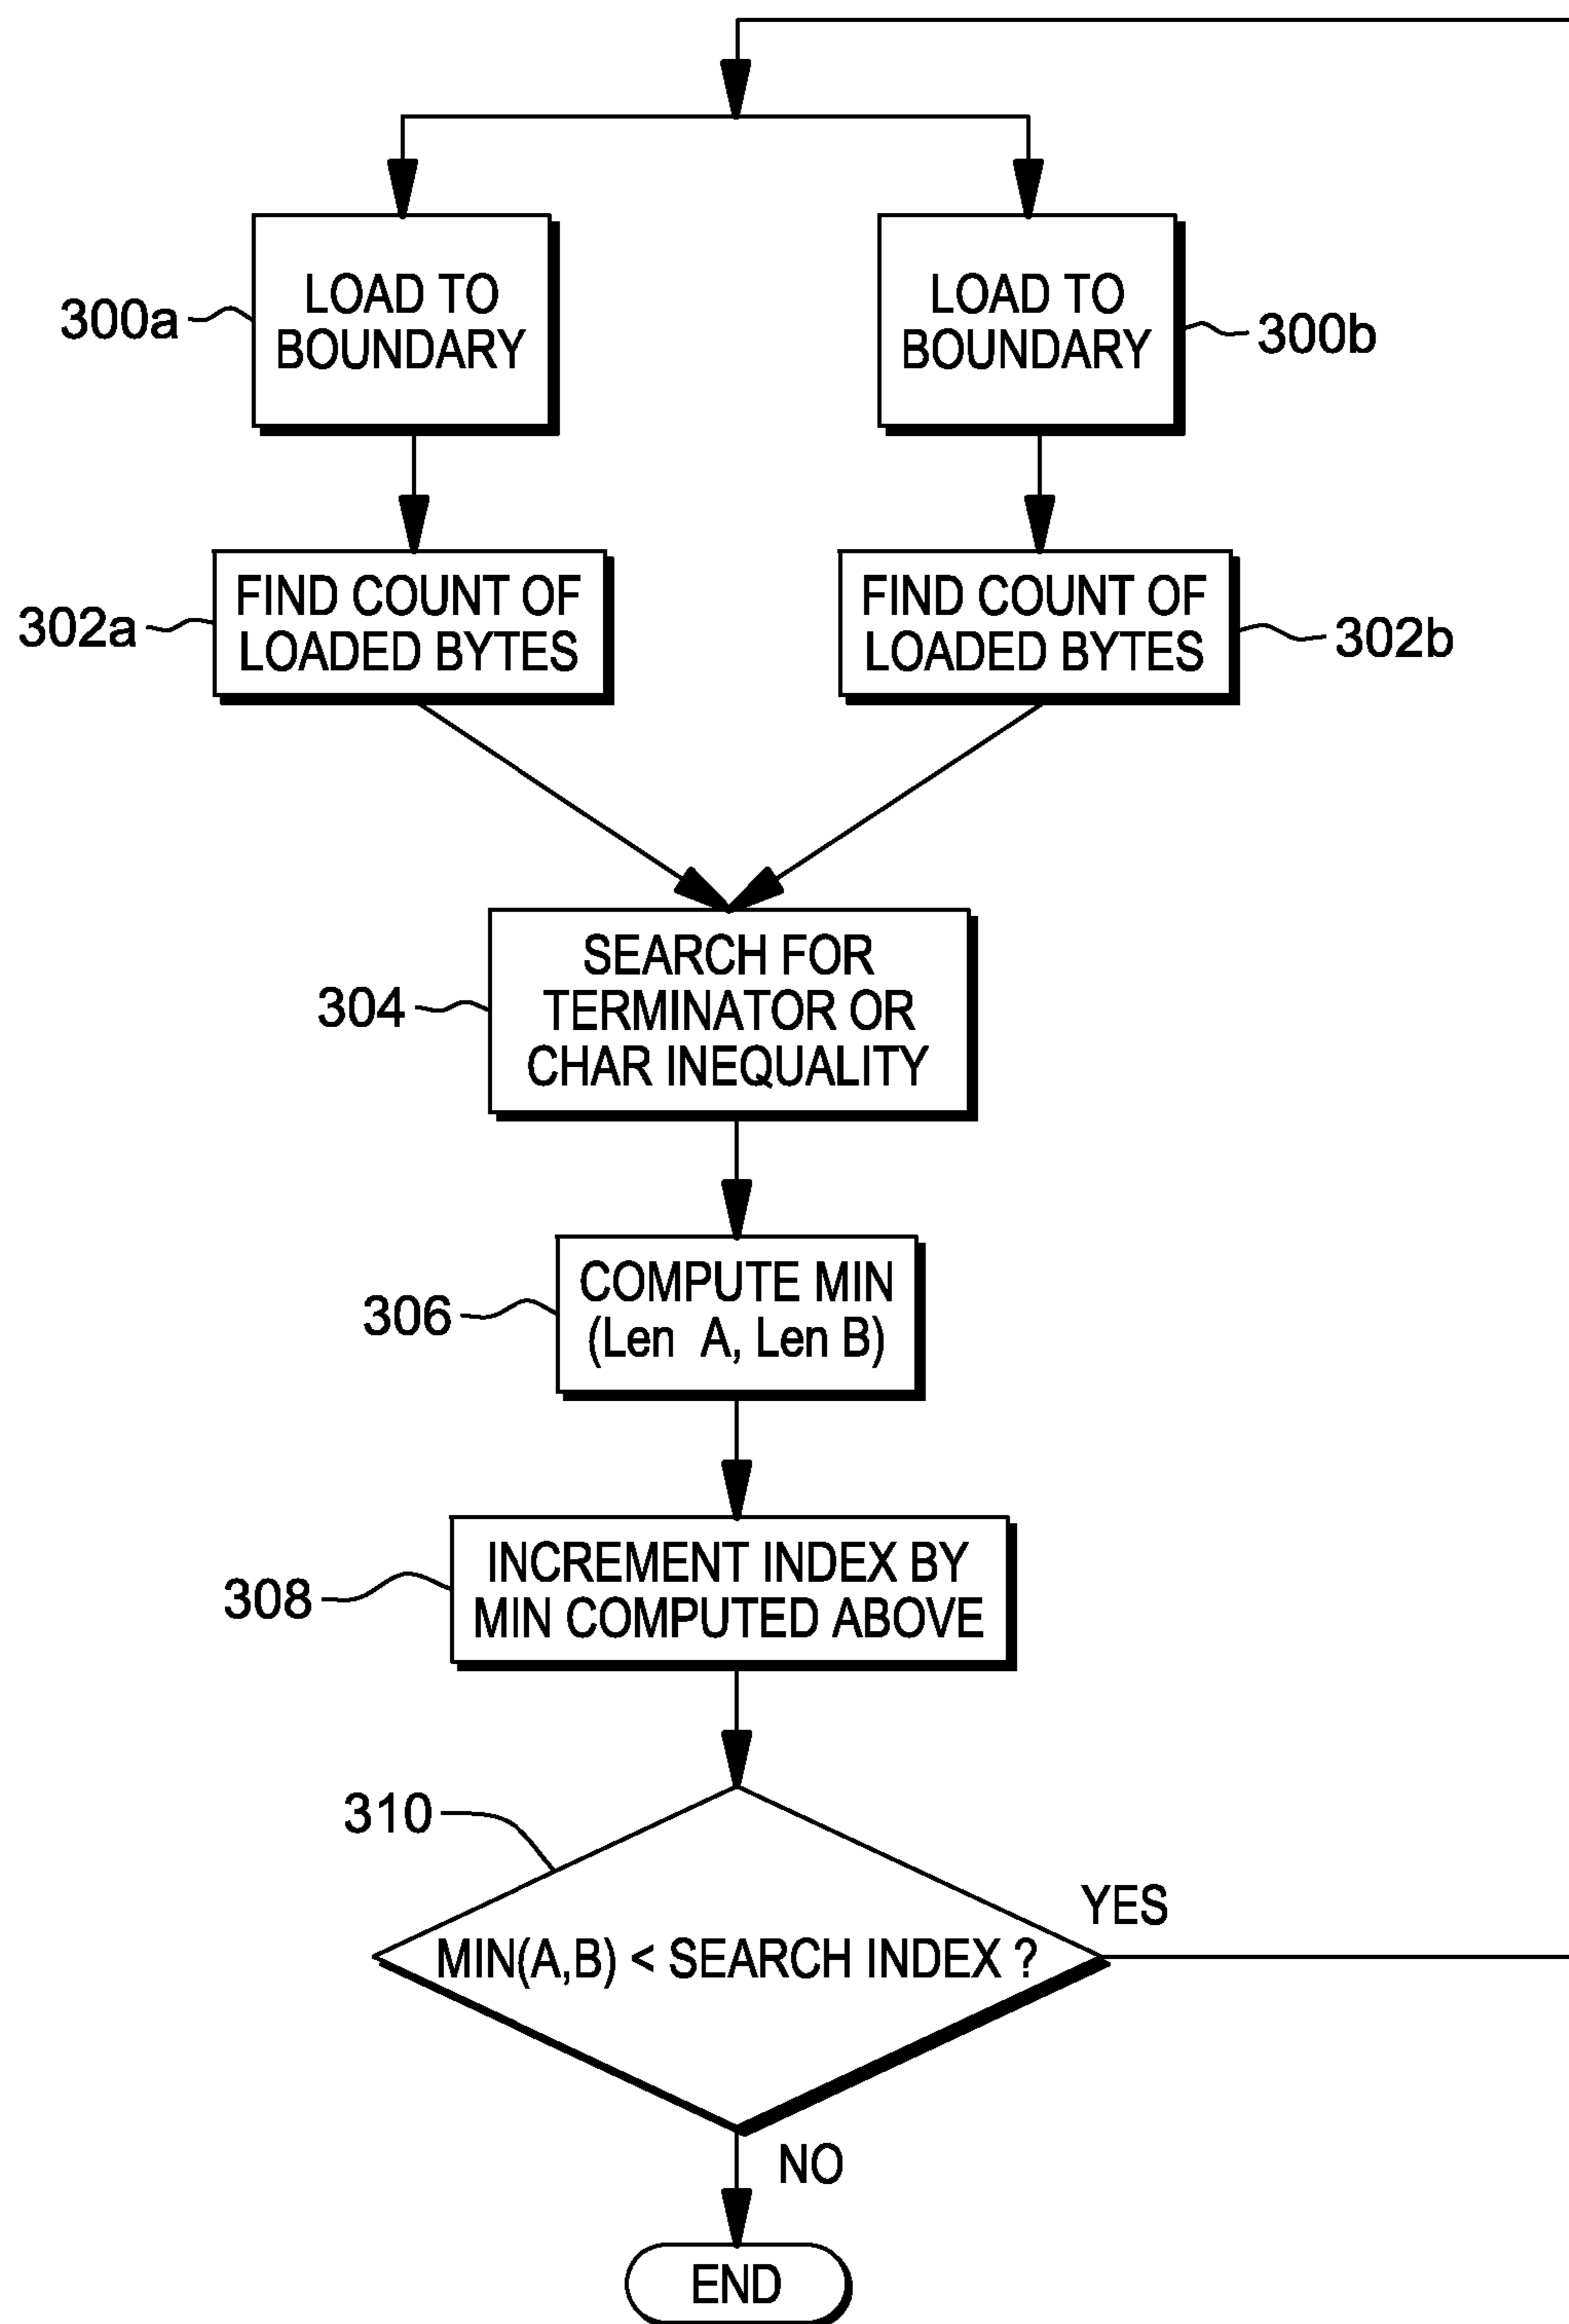 LOAD TO
BOUNDARY
300a
LOAD TO
BOUNDARY
300b
FIND COUNT OF
LOADED BYTES
302a
FIND COUNT OF
LOADED BYTES
302b
SEARCH FOR
TERMINATOR OR
CHAR INEQUALITY
304
COMPUTE MIN
(Len A, Len B)
306
INCREMENT INDEX BY
MIN COMPUTED ABOVE
308
310
MIN(A,B) < SEARCH INDEX ?
YES
NO
END